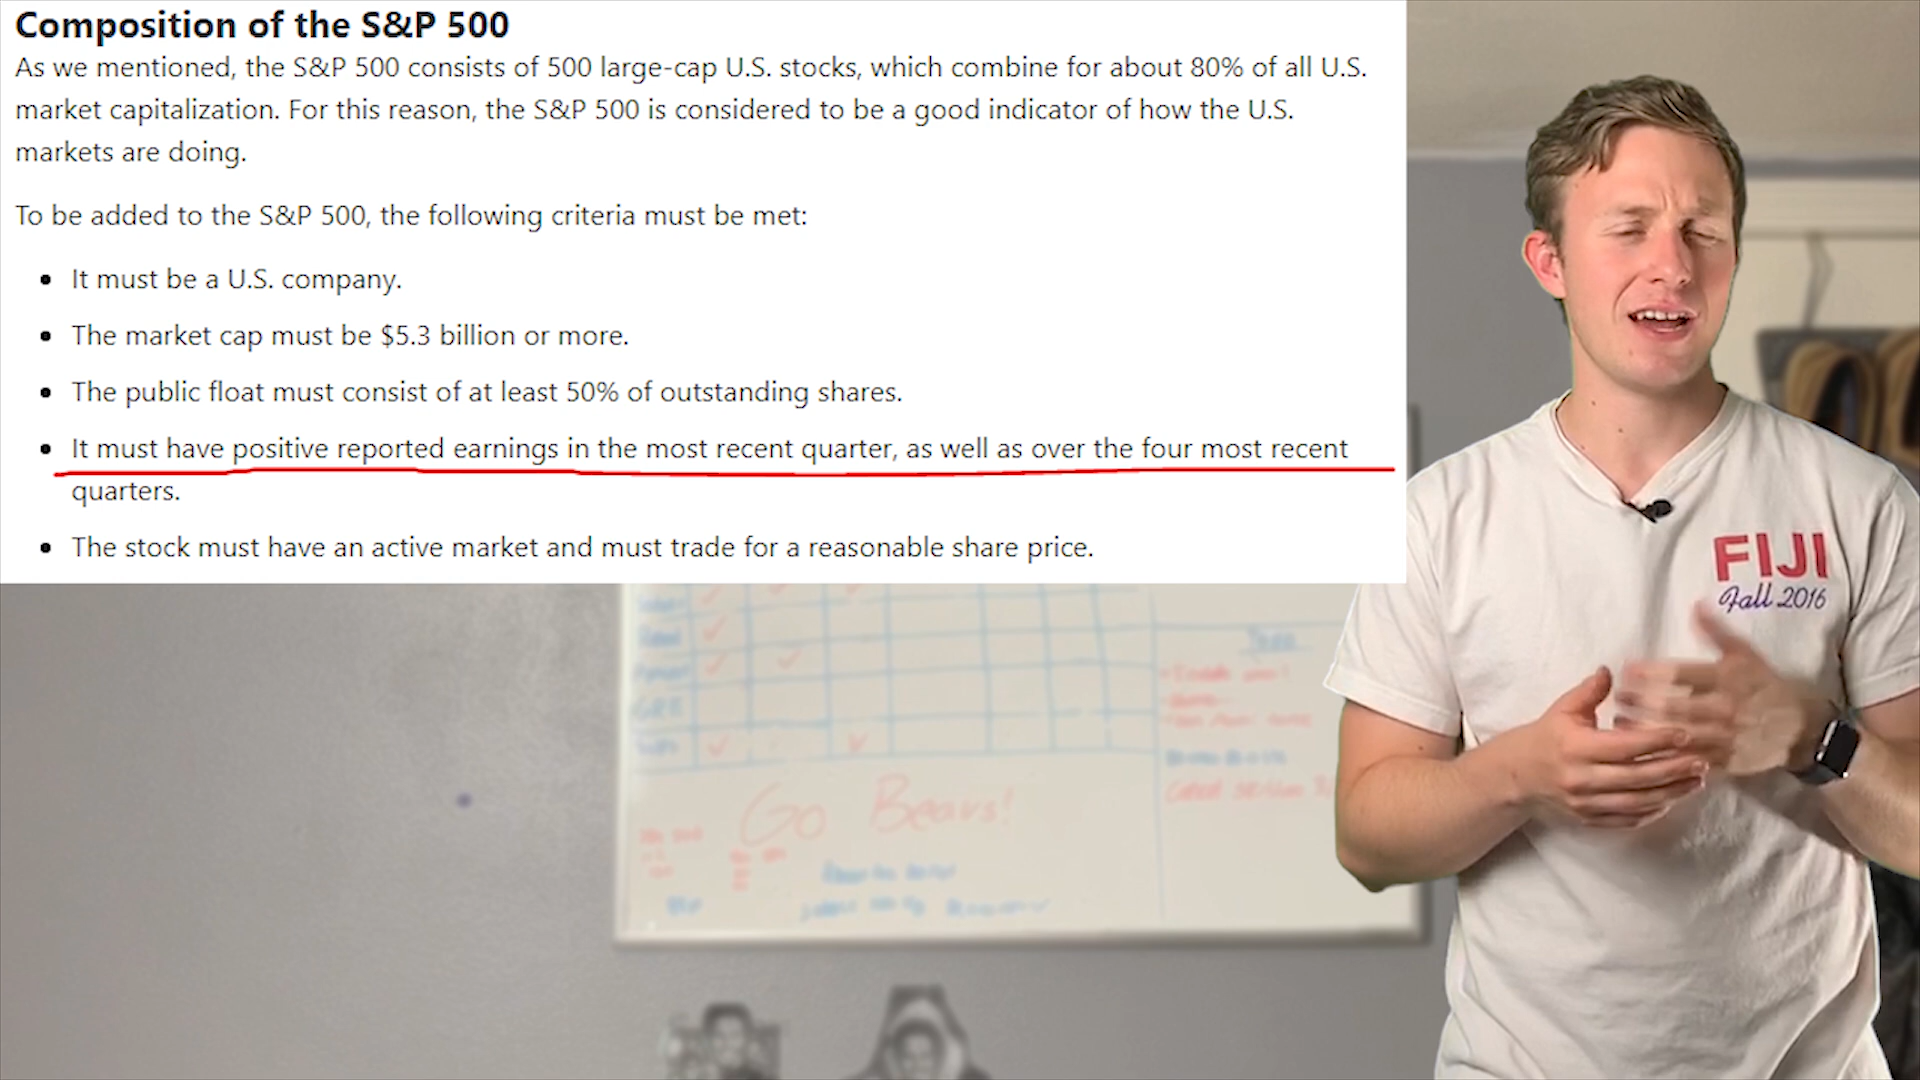 Composition of the S&P 500
As we mentioned, the S&P 500 consists of 500 large-cap U.S. stocks, which combine for about 80% of all U.S.
market capitalization. For this reason, the S&P 500 is considered to be a good indicator of how the U.S.
markets are doing.
To be added to the S&P 500, the following criteria must be met:
• It must be a U.S. company.
• The market cap must be $5.3 billion or more.
• The public float must consist of at least 50% of outstanding shares.
• It must have positive reported earnings in the most recent quarter, as well as over the four most recent
quarters.
• The stock must have an active market and must trade for a reasonable share price.
FIJI
Fall 2016
GRE
Go Bears!